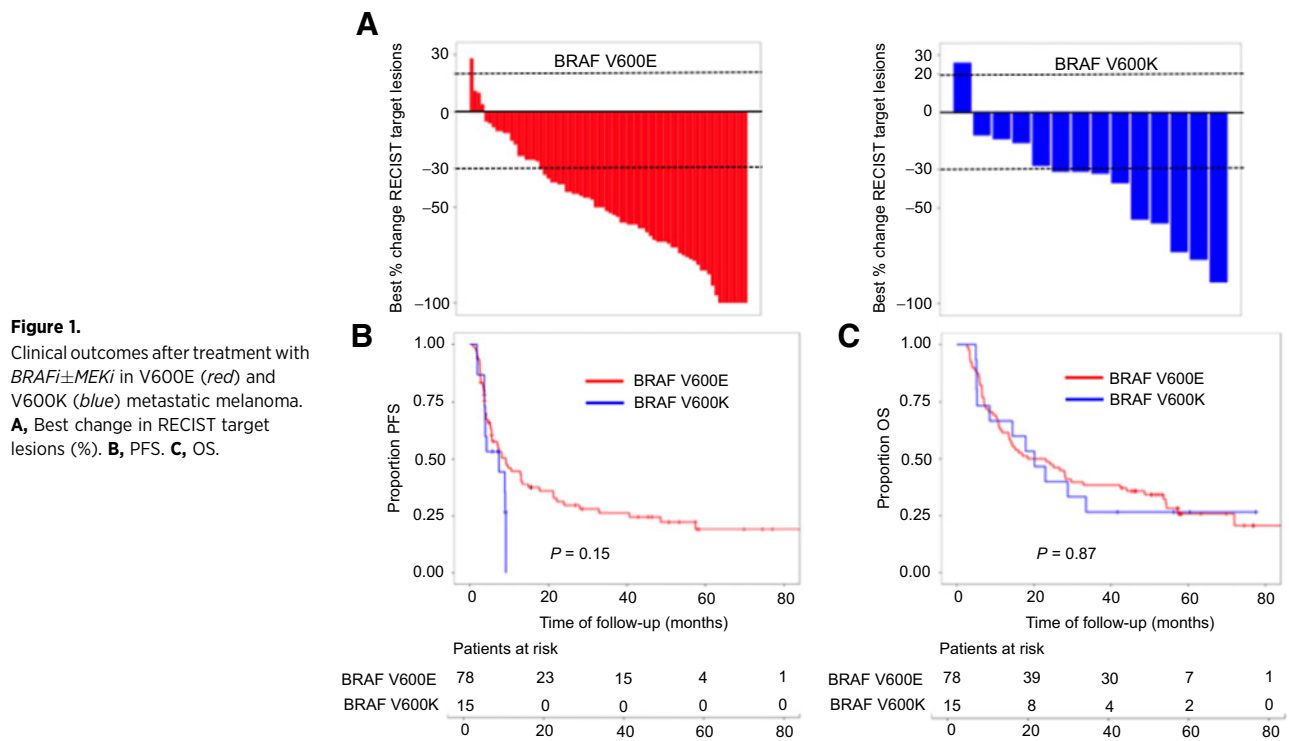 Figure 1.
Clinical outcomes after treatment with
BRAFi±MEKi in V600E (red) and
V600K (blue) metastatic melanoma.
A, Best change in RECIST target
lesions (%). B, PFS. C, OS.
A
Best % change RECIST target lesions
30
0
−30
−50
−100
BRAF V600E
Best % change RECIST target lesions
30
20
0
−30
−50
−100
BRAF V600K
B
Proportion PFS
1.00
0.75
0.50
0.25
0.00
BRAF V600E
BRAF V600K
P = 0.15
0 20 40 60 80
Time of follow-up (months)
Patients at risk
BRAF V600E 78 23 15 4 1
BRAF V600K 15 0 0 0 0
0 20 40 60 80
C
Proportion OS
1.00
0.75
0.50
0.25
0.00
BRAF V600E
BRAF V600K
P = 0.87
0 20 40 60 80
Time of follow-up (months)
Patients at risk
BRAF V600E 78 39 30 7 1
BRAF V600K 15 8 4 2 0
0 20 40 60 80